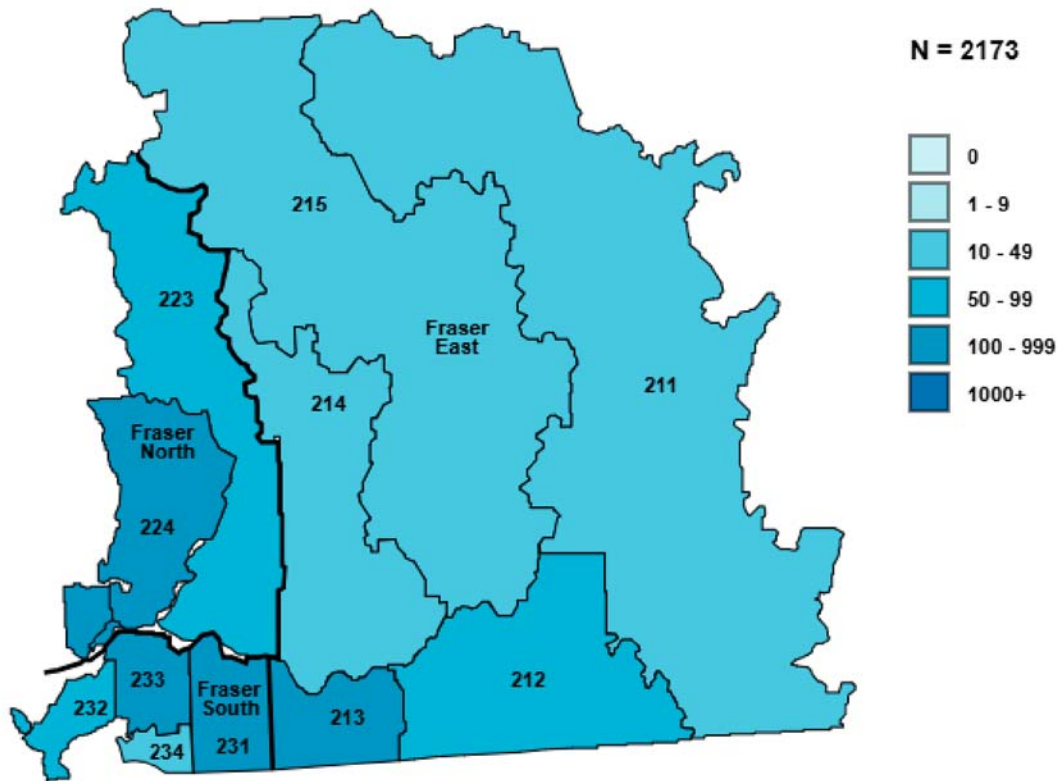 N = 2173
0
1 - 9
10 - 49
50 - 99
100 - 999
1000+
215
223
Fraser
East
211
214
Fraser
North
224
233
Fraser
South
212
232
213
234
231